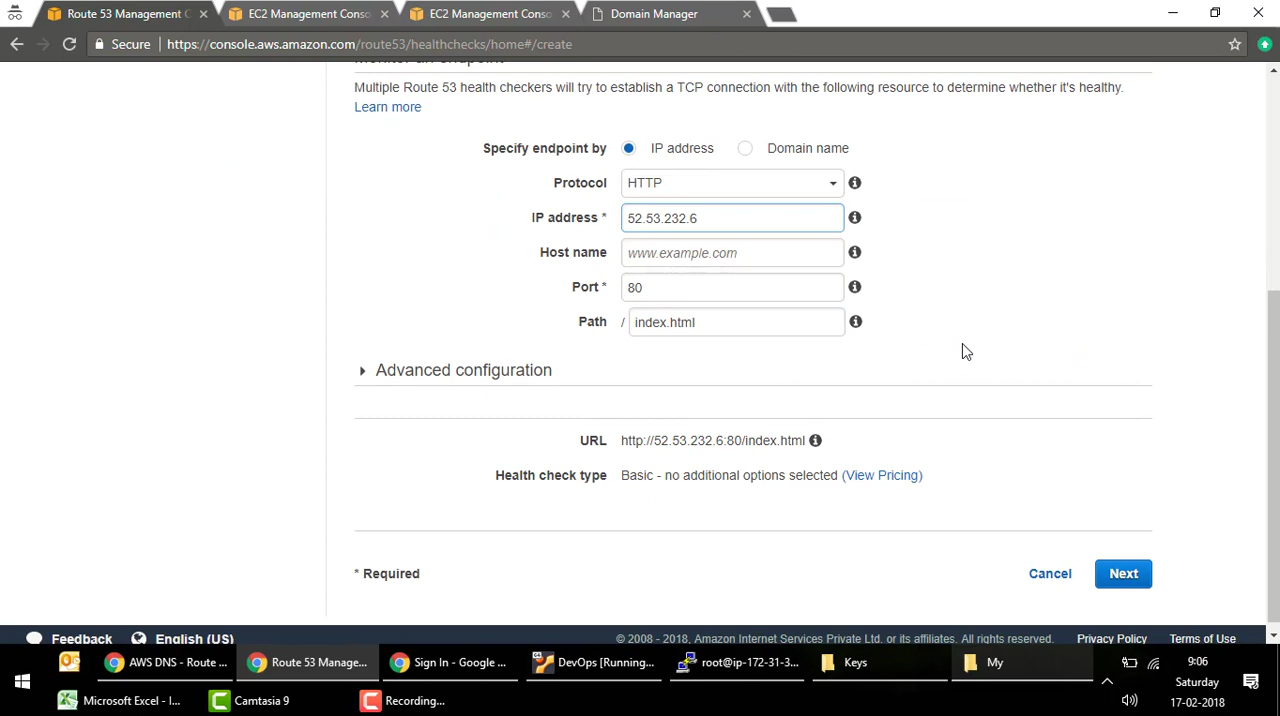 Route 53 Management C
EC2 Management Conso
EC2 Management Conso
Domain Manager
Secure
https://console.aws.amazon.com/route53/healthchecks/home#/create
Monitor an endpoint
Multiple Route 53 health checkers will try to establish a TCP connection with the following resource to determine whether it's healthy.
Learn more
Specify endpoint by IP address Domain name
Protocol HTTP
IP address * 52.53.232.6
Host name www.example.com
Port * 80
Path / index.html
Advanced configuration
URL http://52.53.232.6:80/index.html
Health check type Basic - no additional options selected (View Pricing)
* Required Cancel Next
Feedback English (US) © 2008 - 2018, Amazon Internet Services Private Ltd. or its affiliates. All rights reserved. Privacy Policy Terms of Use
AWS DNS - Route ... Route 53 Manage... Sign In - Google ... DevOps [Running... root@ip-172-31-3... Keys My 9:06
Saturday
Microsoft Excel - I... Camtasia 9 Recording... 17-02-2018